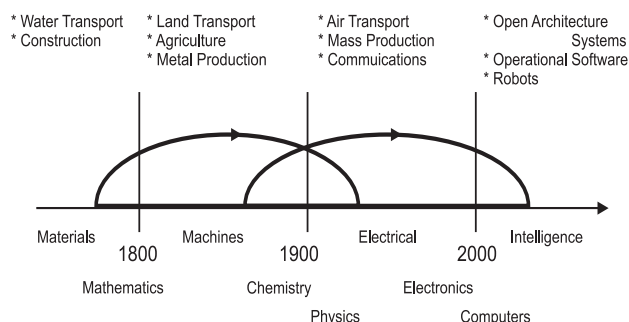 * Water Transport
* Construction
* Land Transport
* Agriculture
* Metal Production
* Air Transport
* Mass Production
* Commuications
* Open Architecture
Systems
* Operational Software
* Robots
Materials
Machines
Electrical
Intelligence
1800
1900
2000
Mathematics
Chemistry
Electronics
Physics
Computers